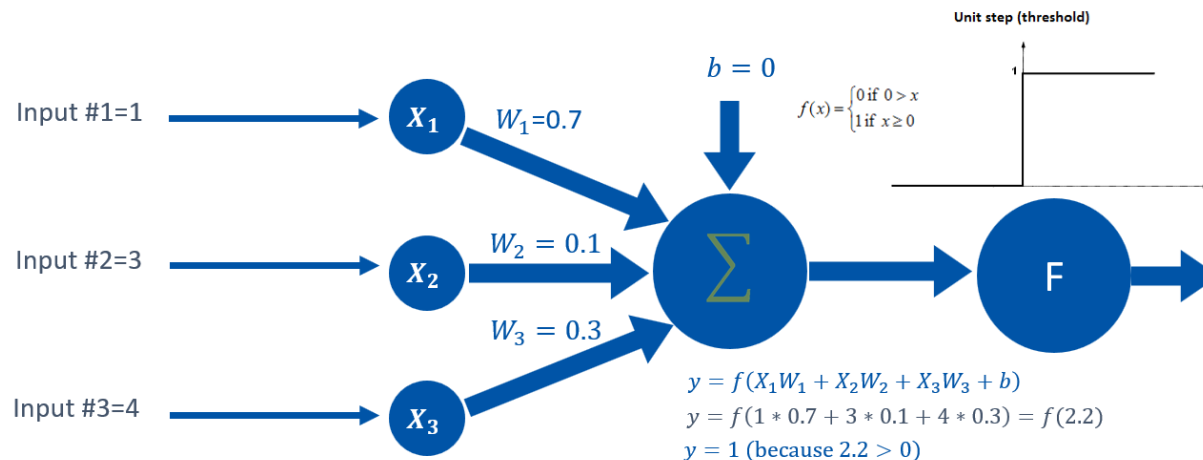 Unit step (threshold)
b = 0
1
f(x) = {0 if 0 > x
1 if x ≥ 0
Input #1=1
X₁
W₁=0.7
Input #2=3
X₂
W₂ = 0.1
∑
F
W₃ = 0.3
Input #3=4
X₃
y = f(X₁W₁ + X₂W₂ + X₃W₃ + b)
y = f(1 * 0.7 + 3 * 0.1 + 4 * 0.3) = f(2.2)
y = 1 (because 2.2 > 0)